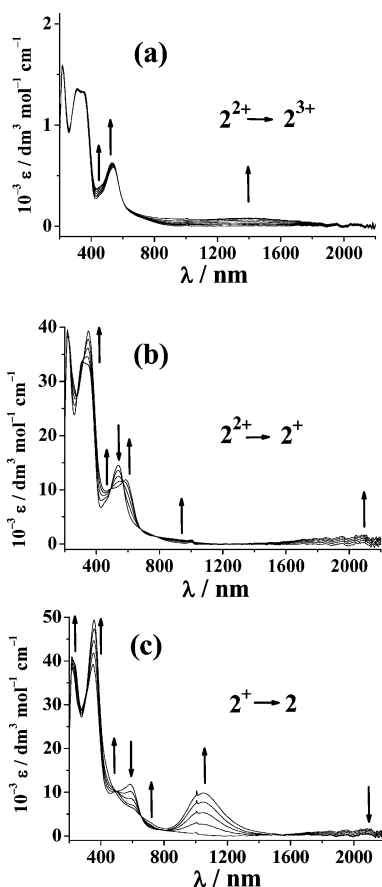 (a)
2²⁺ → 2³⁺
10⁻³ ε / dm³ mol⁻¹ cm⁻¹
2
1
0
400 800 1200 1600 2000
λ / nm
(b)
2²⁺ → 2⁺
10⁻³ ε / dm³ mol⁻¹ cm⁻¹
40
30
20
10
0
400 800 1200 1600 2000
λ / nm
(c)
2⁺ → 2
10⁻³ ε / dm³ mol⁻¹ cm⁻¹
50
40
30
20
10
0
400 800 1200 1600 2000
λ / nm